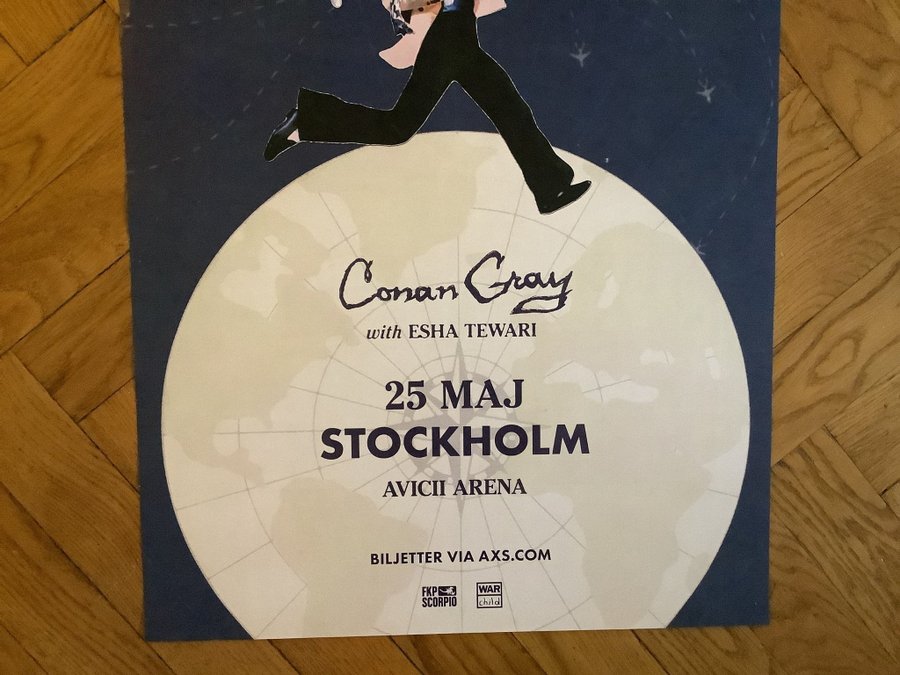 Conan Gray
with ESHA TEWARI
25 MAJ
STOCKHOLM
AVICII ARENA
BILJETTER VIA AXS.COM
FKP
SCORPIO
WAR
child